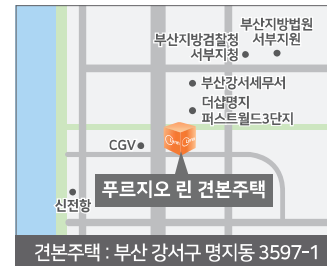 부산지방법원
서부지원
부산지방검찰청
서부지청
부산강서세무서
더샵명지
퍼스트월드3단지
CGV
푸르지오 린 견본주택
신전항
견본주택 : 부산 강서구 명지동 3597-1